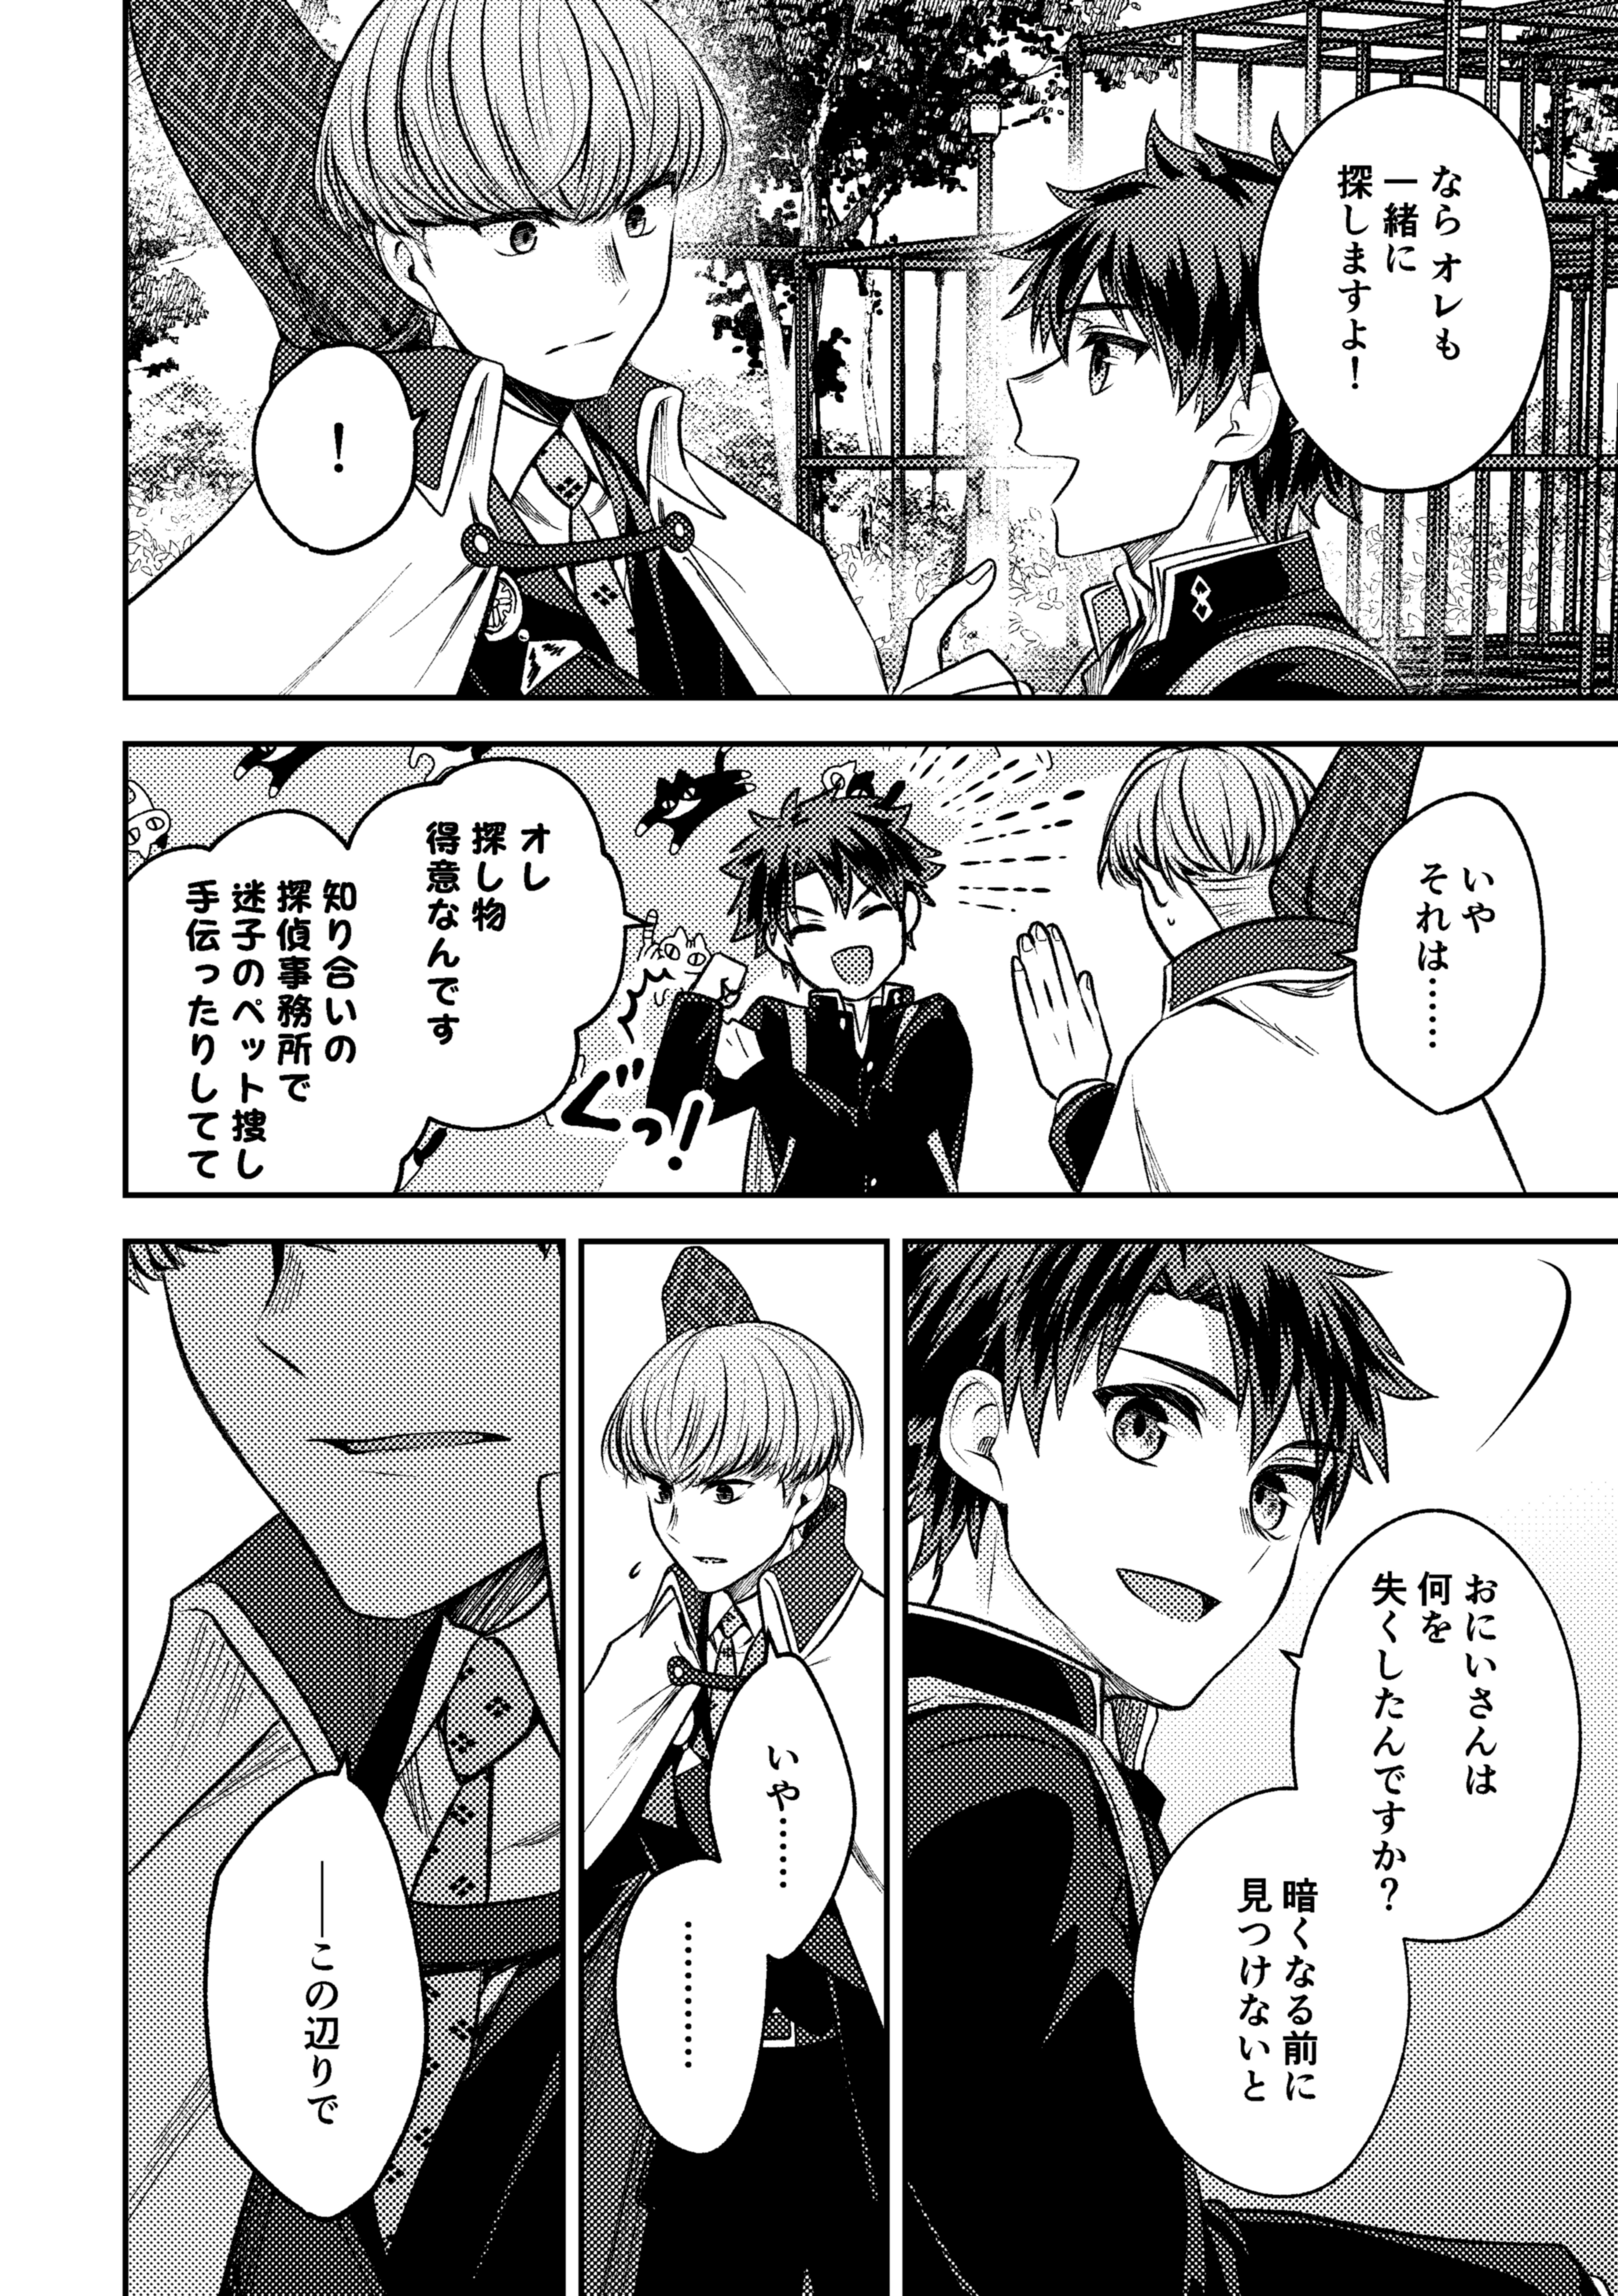 なら オレも
一緒に
探しますよ！
！
いや
それは……
オレ
探し物
得意なんです
知り合いの
探偵事務所で
迷子のペット捜し
手伝ったりしてて
ぐっ！
おにいさんは
何を
失くしたんですか？
暗くなる前に
見つけないと
いや……
…………
──この辺りで